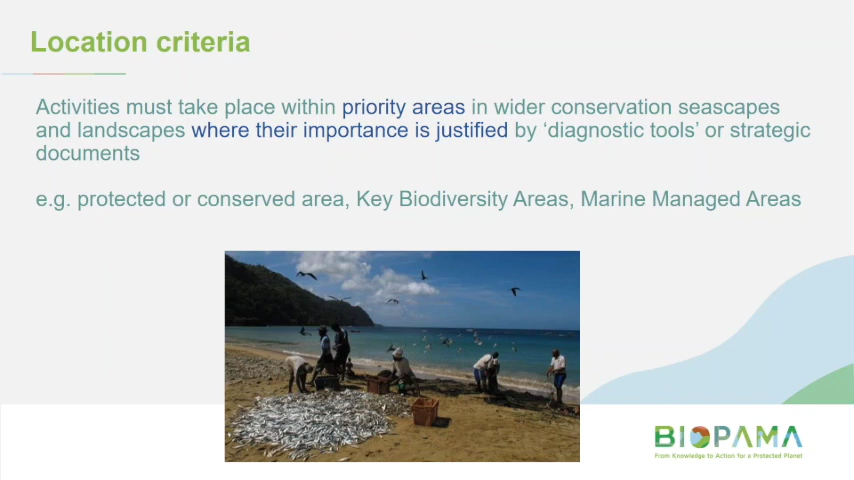 Location criteria
Activities must take place within priority areas in wider conservation seascapes
and landscapes where their importance is justified by ‘diagnostic tools’ or strategic
documents
e.g. protected or conserved area, Key Biodiversity Areas, Marine Managed Areas
BIOPAMA
From Knowledge to Action for a Protected Planet